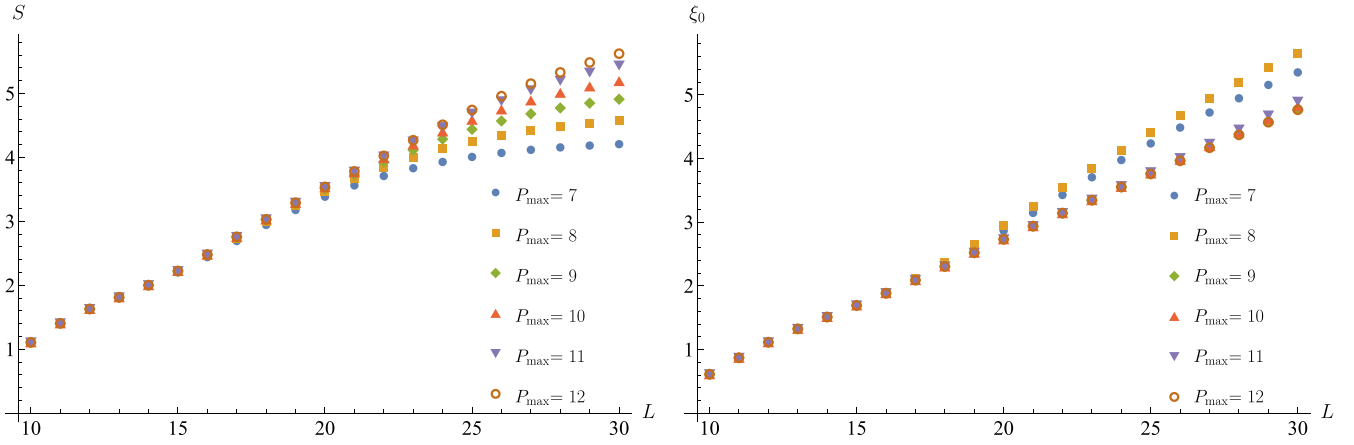 S
5
4
3
2
1
10 15 20 25 30 L
P_max= 7
P_max= 8
P_max= 9
P_max= 10
P_max= 11
P_max= 12
ξ_0
5
4
3
2
1
10 15 20 25 30 L
P_max= 7
P_max= 8
P_max= 9
P_max= 10
P_max= 11
P_max= 12